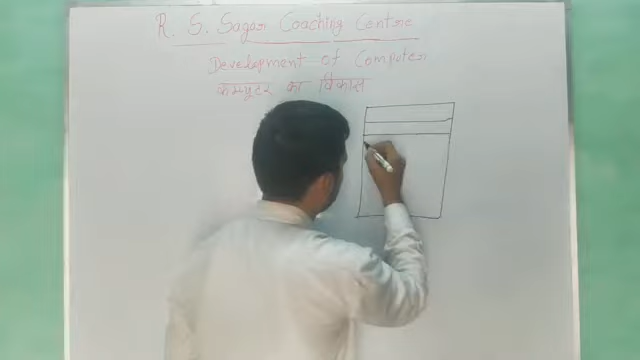 R. S. Sagar Coaching Centre
Development of Computer
कम्प्युटर का विकास